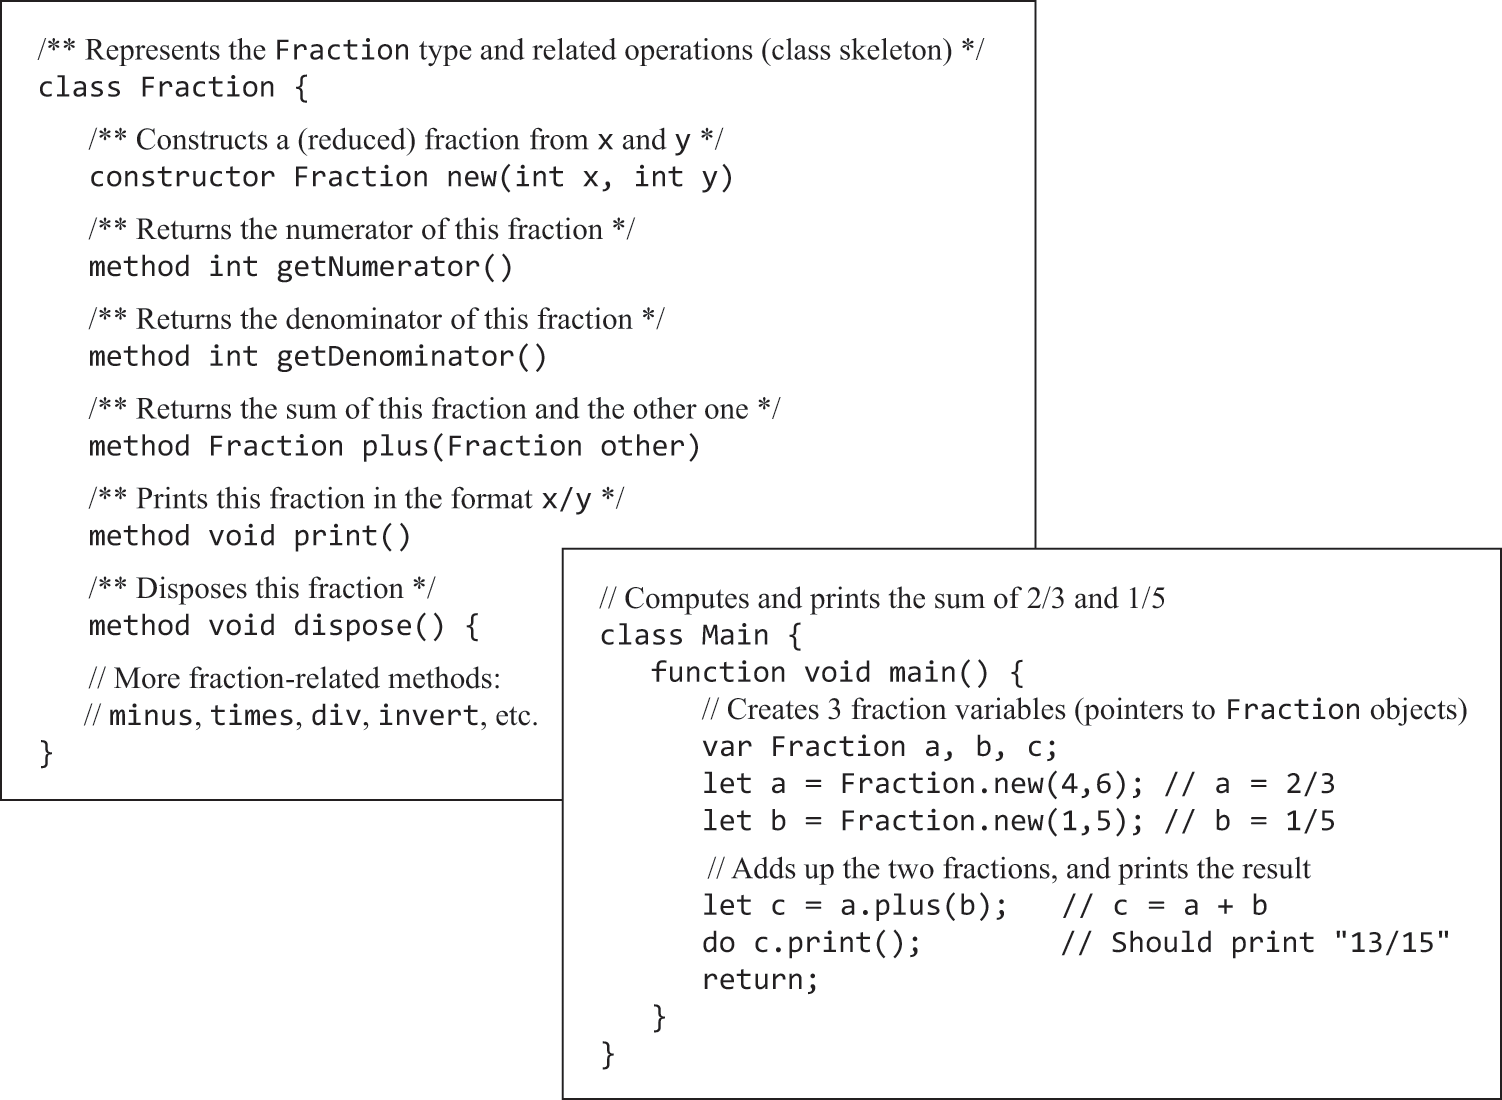 /** Represents the Fraction type and related operations (class skeleton) */
class Fraction {
/** Constructs a (reduced) fraction from x and y */
constructor Fraction new(int x, int y)
/** Returns the numerator of this fraction */
method int getNumerator()
/** Returns the denominator of this fraction */
method int getDenominator()
/** Returns the sum of this fraction and the other one */
method Fraction plus(Fraction other)
/** Prints this fraction in the format x/y */
method void print()
/** Disposes this fraction */
method void dispose() {
// More fraction-related methods:
// minus, times, div, invert, etc.
}
// Computes and prints the sum of 2/3 and 1/5
class Main {
function void main() {
// Creates 3 fraction variables (pointers to Fraction objects)
var Fraction a, b, c;
let a = Fraction.new(4,6); // a = 2/3
let b = Fraction.new(1,5); // b = 1/5
// Adds up the two fractions, and prints the result
let c = a.plus(b); // c = a + b
do c.print(); // Should print "13/15"
return;
}
}